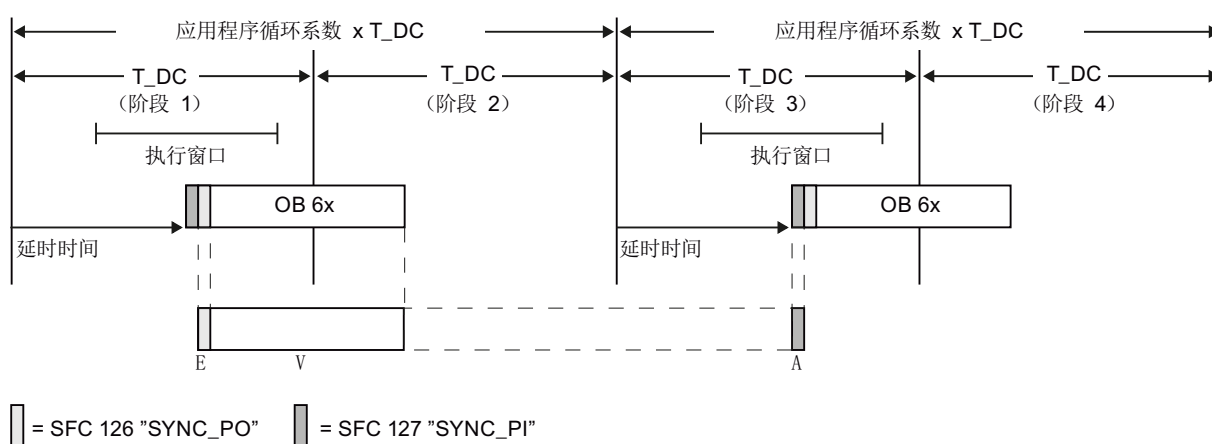 应用程序循环系数 x T_DC 应用程序循环系数 x T_DC
T_DC T_DC T_DC T_DC
(阶段 1) (阶段 2) (阶段 3) (阶段 4)
执行窗口 执行窗口
OB 6x OB 6x
延时时间 延时时间
E V A
= SFC 126 "SYNC_PO" = SFC 127 "SYNC_PI"